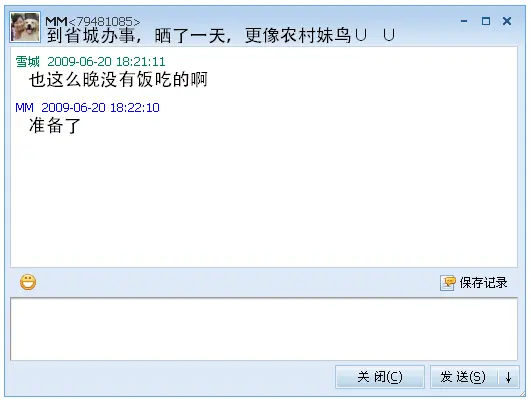 MM<79481085>
到省城办事，晒了一天，更像农村妹鸟∪ ∪
雪城 2009-06-20 18:21:11
也这么晚没有饭吃的啊
MM 2009-06-20 18:22:10
准备了
保存记录
关 闭(C) 发 送(S) ↓